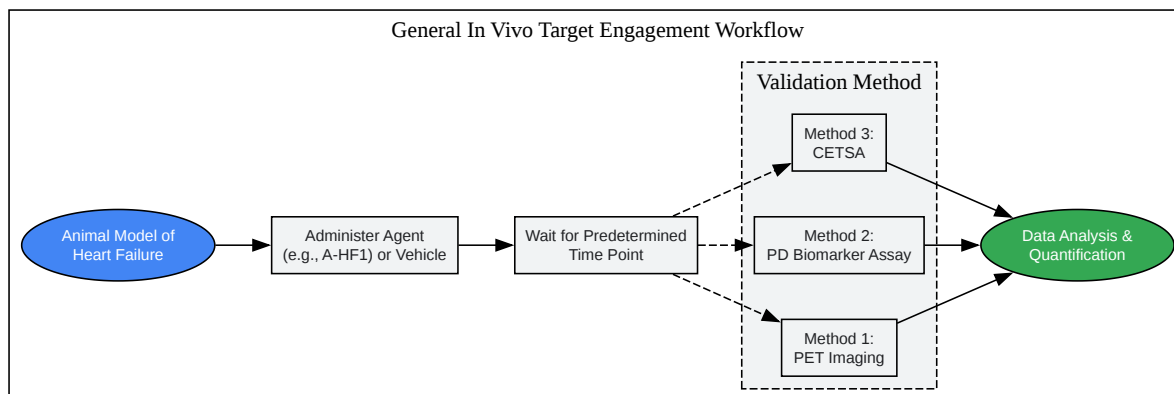 General In Vivo Target Engagement Workflow
Validation Method
Method 3:
CETSA
Animal Model of
Heart Failure
Administer Agent
(e.g., A-HF1) or Vehicle
Wait for Predetermined
Time Point
Method 2:
PD Biomarker Assay
Data Analysis &
Quantification
Method 1:
PET Imaging